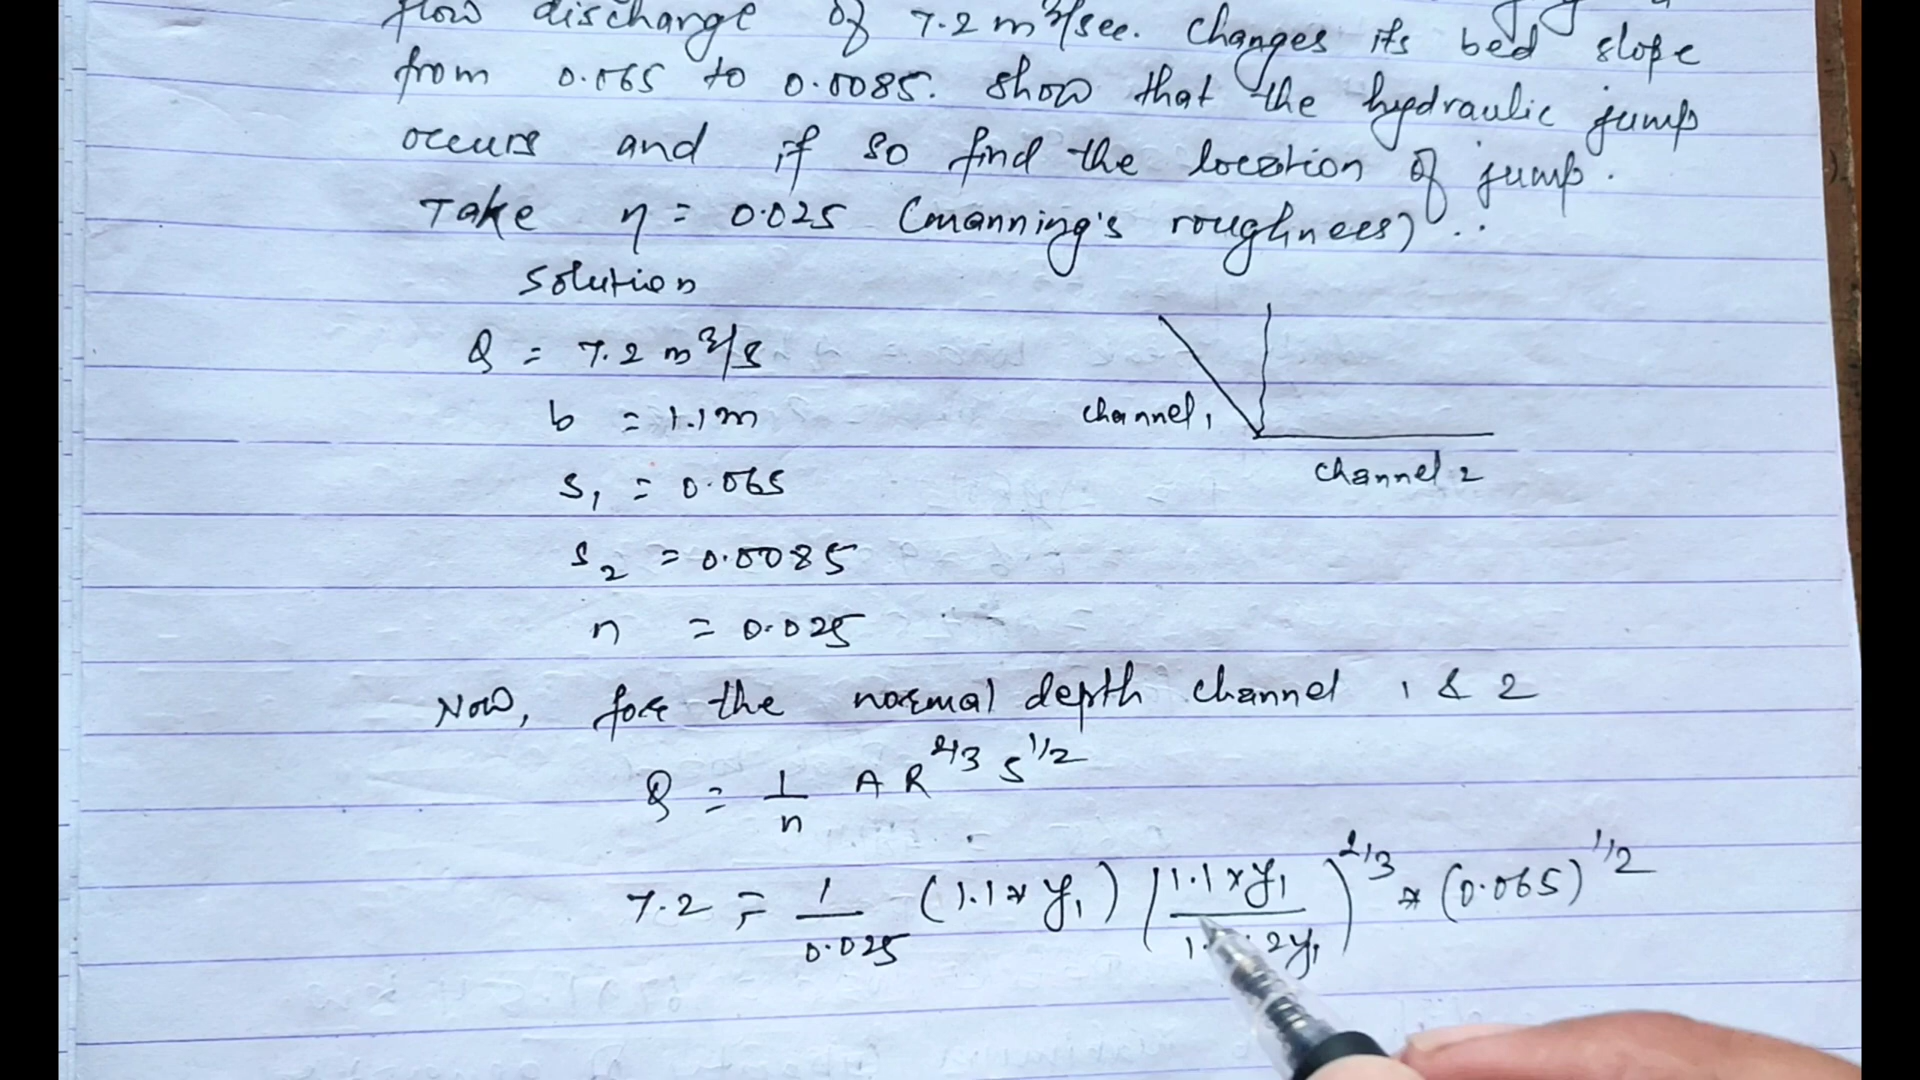 flow discharge of 7.2 m³/sec. changes its bed slope
from 0.065 to 0.0085. show that the hydraulic jump
occurs and if so find the location of jump.
Take η = 0.025 (manning's roughness)..
solution
Q = 7.2 m³/s
b = 1.1m
channel 1
S₁ = 0.065
channel 2
S₂ = 0.0085
n = 0.025
Now, for the normal depth channel 1 & 2
Q = 1/n A R^2/3 S^1/2
7.2 = 1/0.025 (1.1 * y₁) (1.1 * y₁ / 1. 2y₁)^2/3 * (0.065)^1/2